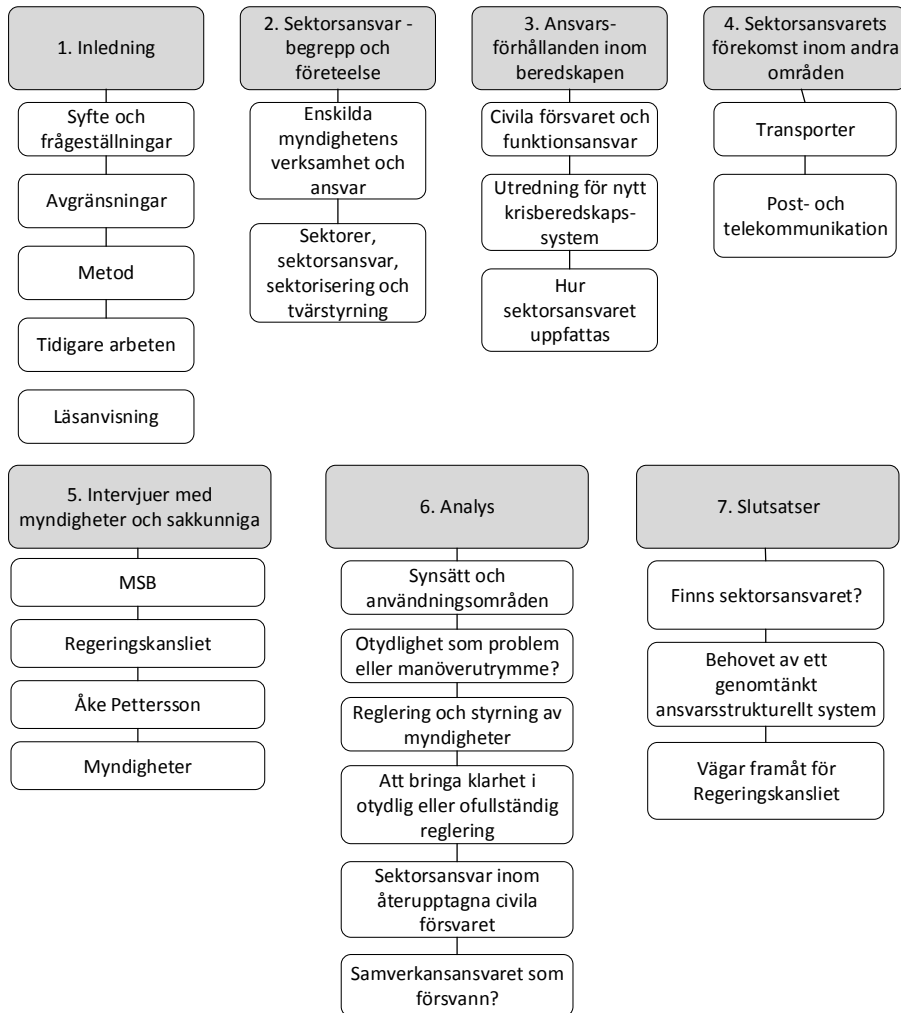 1. Inledning
Syfte och
frågeställningar
Avgränsningar
Metod
Tidigare arbeten
Läsanvisning
2. Sektorsansvar -
begrepp och
företeelse
Enskilda
myndighetens
verksamhet och
ansvar
Sektorer,
sektorsansvar,
sektorisering och
tvärstyrning
3. Ansvars-
förhållanden inom
beredskapen
Civila försvaret och
funktionsansvar
Utredning för nytt
krisberedskaps-
system
Hur
sektorsansvaret
uppfattas
4. Sektorsansvarets
förekomst inom andra
områden
Transporter
Post- och
telekommunikation
5. Intervjuer med
myndigheter och sakkunniga
MSB
Regeringskansliet
Åke Pettersson
Myndigheter
6. Analys
Synsätt och
användningsområden
Otydlighet som problem
eller manöverutrymme?
Reglering och styrning av
myndigheter
Att bringa klarhet i
otydlig eller ofullständig
reglering
Sektorsansvar inom
återupptagna civila
försvaret
Samverkansansvaret som
försvann?
7. Slutsatser
Finns sektorsansvaret?
Behovet av ett
genomtänkt
ansvarsstrukturellt system
Vägar framåt för
Regeringskansliet